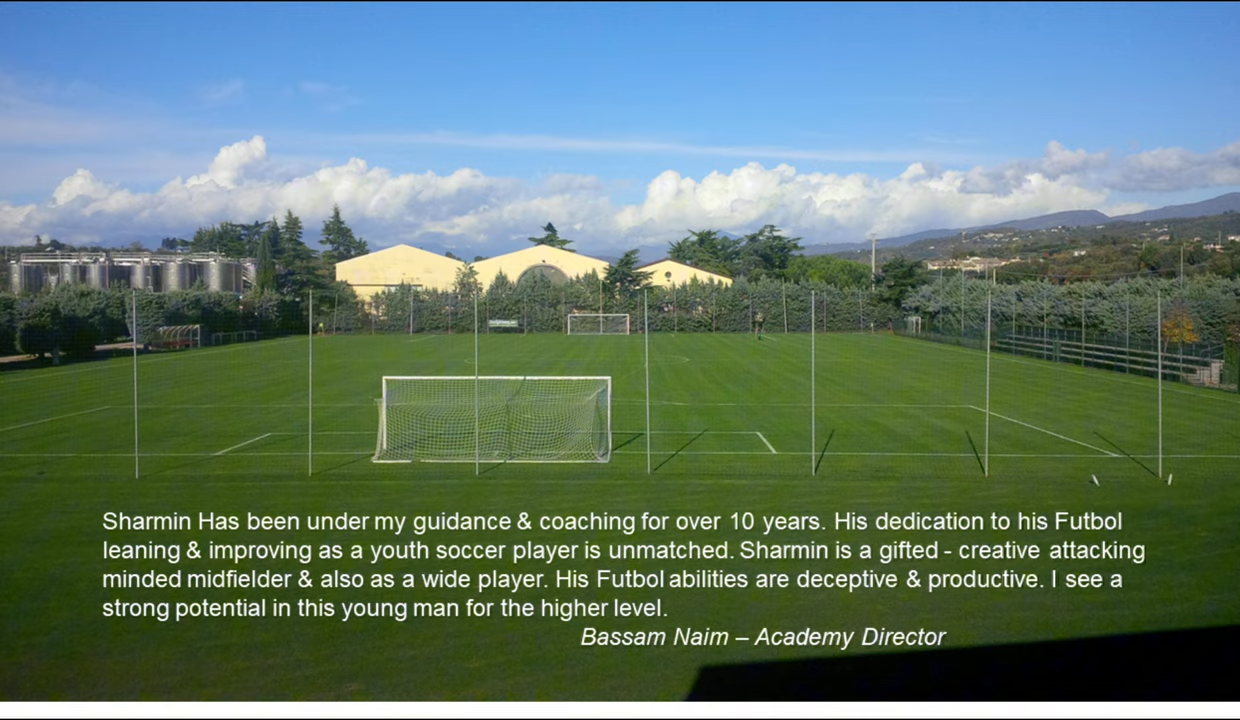 Sharmin Has been under my guidance & coaching for over 10 years. His dedication to his Futbol
leaning & improving as a youth soccer player is unmatched. Sharmin is a gifted - creative attacking
minded midfielder & also as a wide player. His Futbol abilities are deceptive & productive. I see a
strong potential in this young man for the higher level.
Bassam Naim – Academy Director